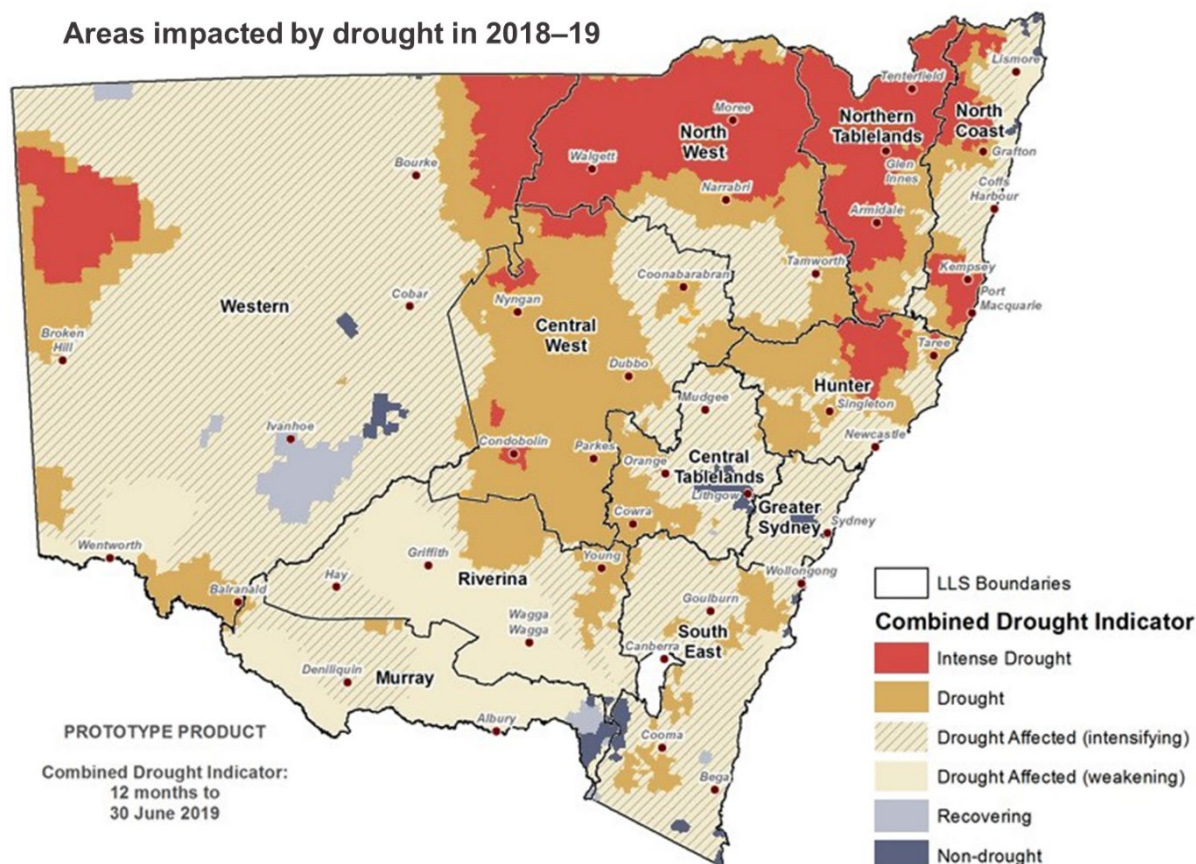 Areas impacted by drought in 2018–19
Lismore
Tenterfield
Moree
Northern
Tablelands
North
Coast
North
West
Grafton
Walgett
Glen
Innes
Bourke
Narrabri
Coffs
Harbour
Armidale
Coonabarabran
Tamworth
Kempsey
Port
Macquarie
Western
Cobar
Nyngan
Central
West
Broken
Hill
Taree
Dubbo
Hunter
Mudgee
Singleton
Ivanhoe
Newcastle
Condobolin
Parkes
Orange
Central
Tablelands
Lithgow
Greater
Sydney
Sydney
Cowra
Wentworth
Griffith
Young
Riverina
Hay
Balranald
Wollongong
Goulburn
Wagga
Wagga
South
East
Canberra
Deniliquin
Murray
Albury
Cooma
Bega
PROTOTYPE PRODUCT
Combined Drought Indicator:
12 months to
30 June 2019
LLS Boundaries
Combined Drought Indicator
Intense Drought
Drought
Drought Affected (intensifying)
Drought Affected (weakening)
Recovering
Non-drought